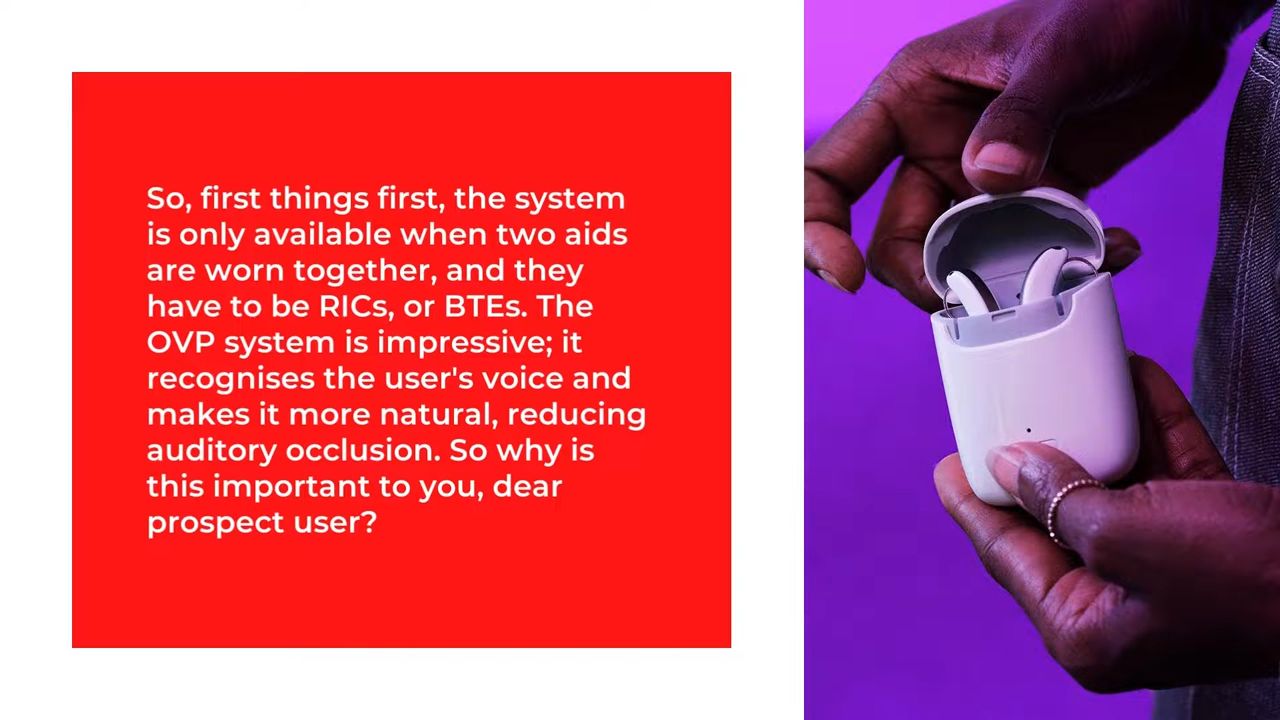 So, first things first, the system
is only available when two aids
are worn together, and they
have to be RICs, or BTEs. The
OVP system is impressive; it
recognises the user's voice and
makes it more natural, reducing
auditory occlusion. So why is
this important to you, dear
prospect user?